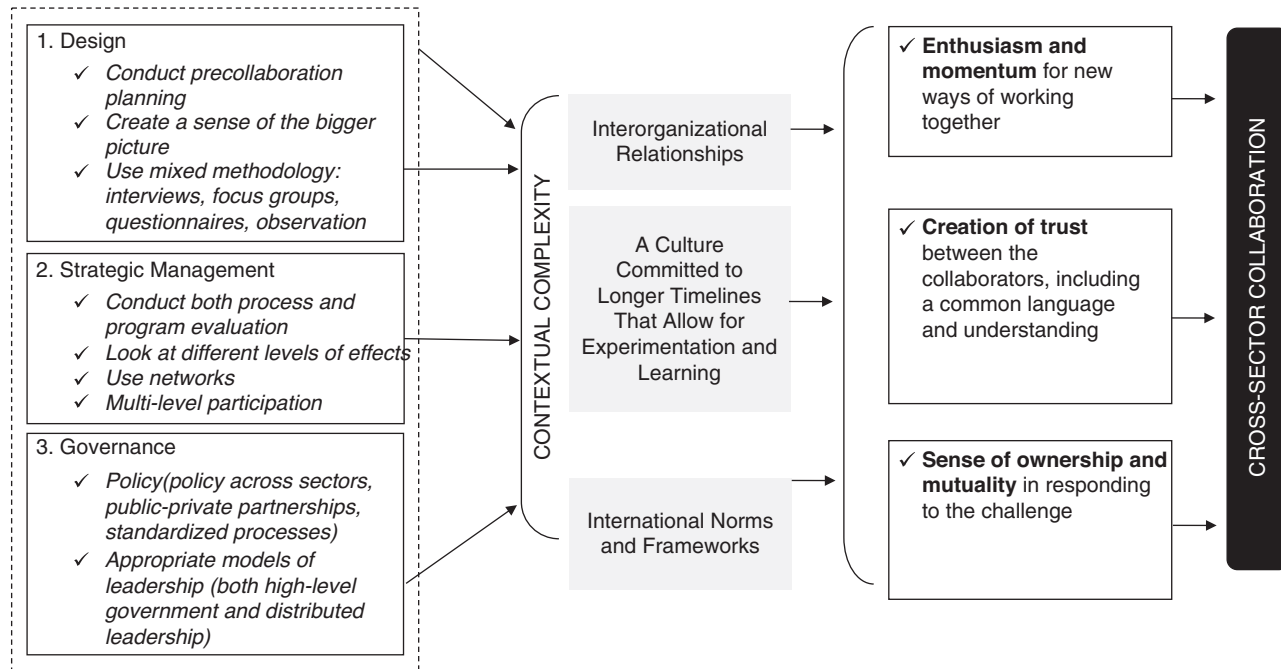 1. Design
✓ Conduct precollaboration
planning
✓ Create a sense of the bigger
picture
✓ Use mixed methodology:
interviews, focus groups,
questionnaires, observation
2. Strategic Management
✓ Conduct both process and
program evaluation
✓ Look at different levels of effects
✓ Use networks
✓ Multi-level participation
3. Governance
✓ Policy(policy across sectors,
public-private partnerships,
standardized processes)
✓ Appropriate models of
leadership (both high-level
government and distributed
leadership)
CONTEXTUAL COMPLEXITY
Interorganizational
Relationships
A Culture
Committed to
Longer Timelines
That Allow for
Experimentation and
Learning
International Norms
and Frameworks
✓ Enthusiasm and
momentum for new
ways of working
together
✓ Creation of trust
between the
collaborators, including
a common language
and understanding
✓ Sense of ownership and
mutuality in responding
to the challenge
CROSS-SECTOR COLLABORATION